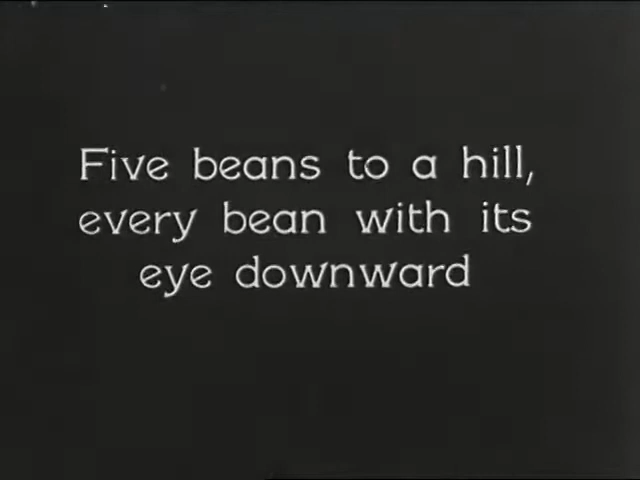 Five beans to a hill,
every bean with its
eye downward